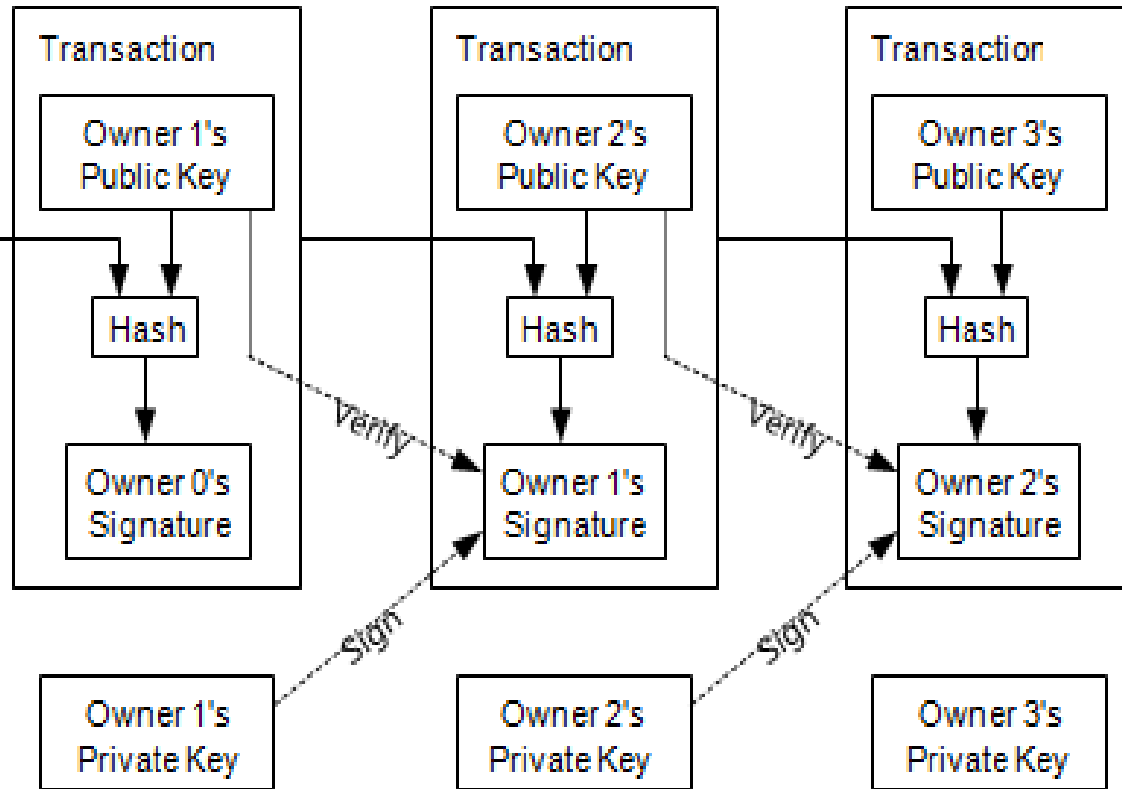 Transaction
Owner 1's
Public Key
Hash
Verify
Owner 0's
Signature
Sign
Owner 1's
Private Key
Transaction
Owner 2's
Public Key
Hash
Verify
Owner 1's
Signature
Sign
Owner 2's
Private Key
Transaction
Owner 3's
Public Key
Hash
Owner 2's
Signature
Owner 3's
Private Key